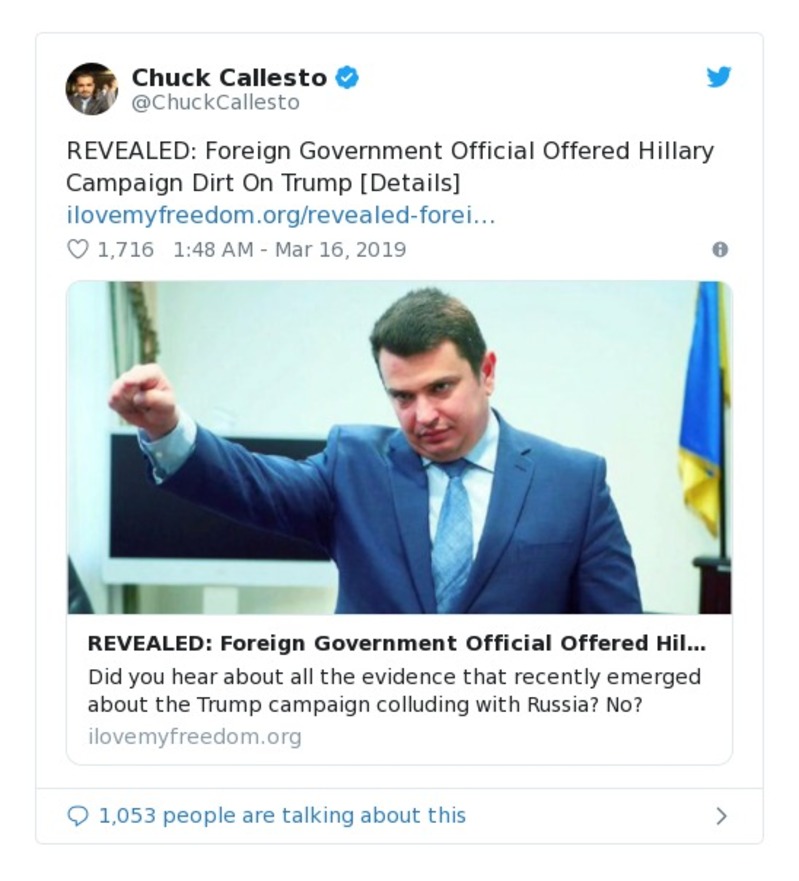 Chuck Callesto
@ChuckCallesto
REVEALED: Foreign Government Official Offered Hillary
Campaign Dirt On Trump [Details]
ilovemyfreedom.org/revealed-forei…
1,716 1:48 AM - Mar 16, 2019
REVEALED: Foreign Government Official Offered Hil...
Did you hear about all the evidence that recently emerged
about the Trump campaign colluding with Russia? No?
ilovemyfreedom.org
1,053 people are talking about this